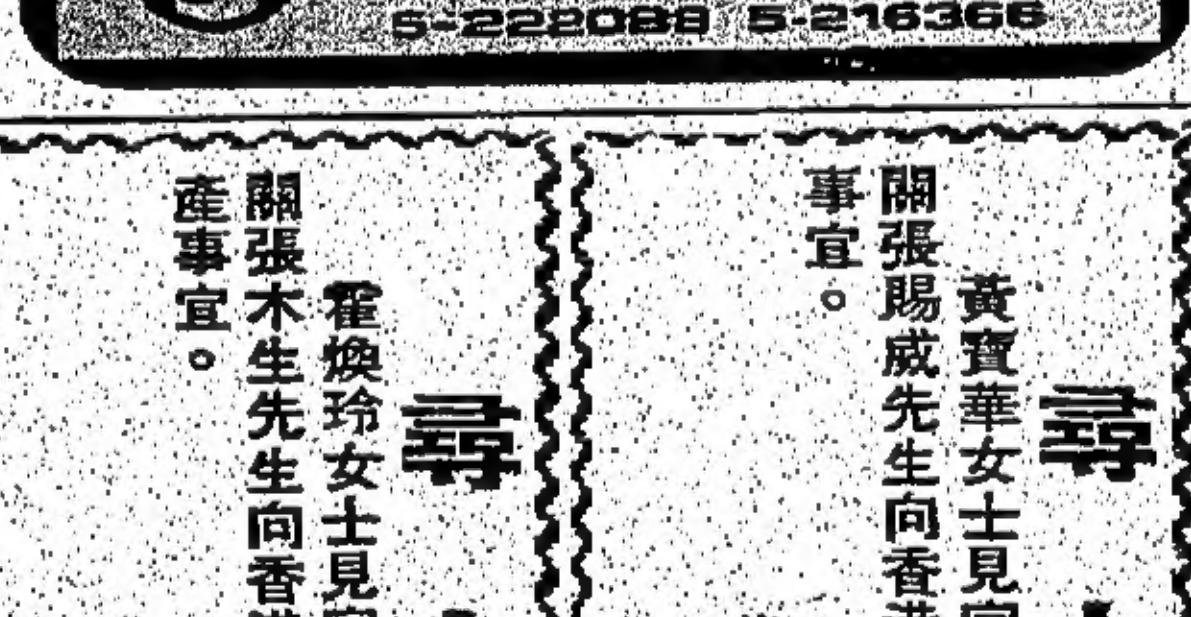 5-222088 5-216366
尋
黃寶華女士見
關張賜威先生向香港
事宜。
尋
霍煥玲女士見
關張木生先生向香港
產事宜。